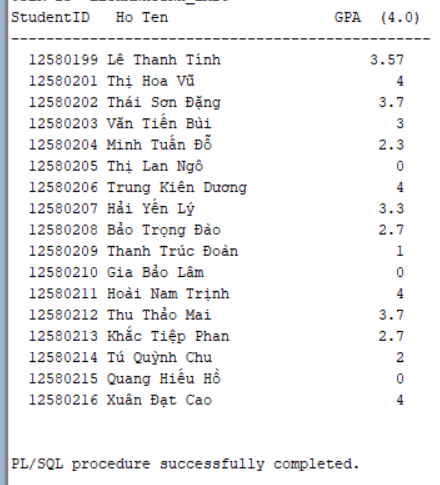 StudentID Ho Ten GPA (4.0)
--------------------------------------------------
12580199 Lê Thanh Tính 3.57
12580201 Thị Hoa Vũ 4
12580202 Thái Sơn Đặng 3.7
12580203 Văn Tiến Bùi 3
12580204 Minh Tuấn Đỗ 2.3
12580205 Thị Lan Ngô 0
12580206 Trung Kiên Dương 4
12580207 Hải Yến Lý 3.3
12580208 Bảo Trọng Đào 2.7
12580209 Thanh Trúc Đoàn 1
12580210 Gia Bảo Lâm 0
12580211 Hoài Nam Trịnh 4
12580212 Thu Thảo Mai 3.7
12580213 Khắc Tiệp Phan 2.7
12580214 Tú Quỳnh Chu 2
12580215 Quang Hiếu Hồ 0
12580216 Xuân Đạt Cao 4
PL/SQL procedure successfully completed.